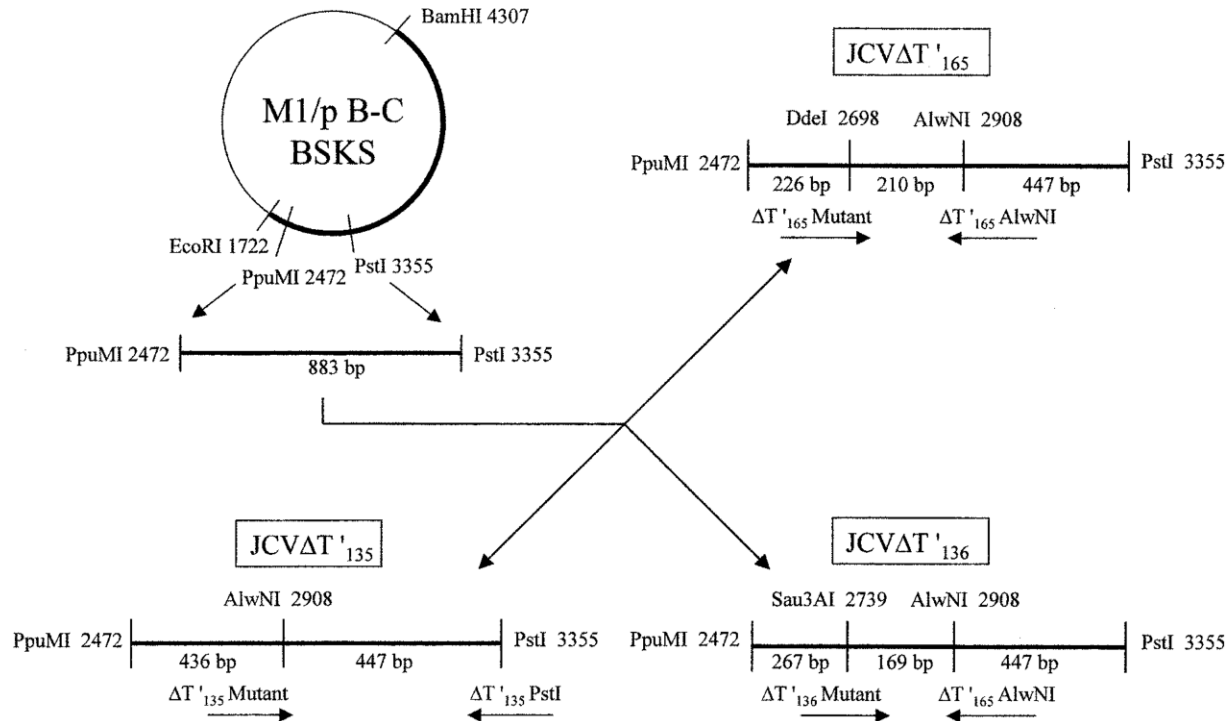 BamHI 4307
M1/p B-C
BSKS
EcoRI 1722
PpuMI 2472
PstI 3355
PpuMI 2472
PstI 3355
883 bp
JCVΔT '165
DdeI 2698
AlwNI 2908
PpuMI 2472
PstI 3355
226 bp
210 bp
447 bp
ΔT '165 Mutant
ΔT '165 AlwNI
JCVΔT '135
AlwNI 2908
PpuMI 2472
PstI 3355
436 bp
447 bp
ΔT '135 Mutant
ΔT '135 PstI
JCVΔT '136
Sau3AI 2739
AlwNI 2908
PpuMI 2472
PstI 3355
267 bp
169 bp
447 bp
ΔT '136 Mutant
ΔT '165 AlwNI